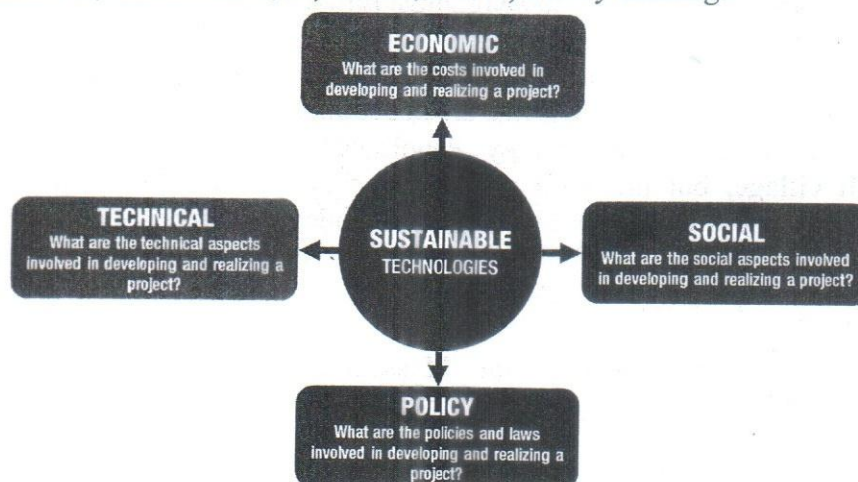 ECONOMIC
What are the costs involved in
developing and realizing a project?
h village, but
TECHNICAL
What are the technical aspects
involved in developing and realizing a
project?
SUSTAINABLE
TECHNOLOGIES
SOCIAL
What are the social aspects involved
in developing and realizing a project?
POLICY
What are the policies and laws
involved in developing and realizing a
project?